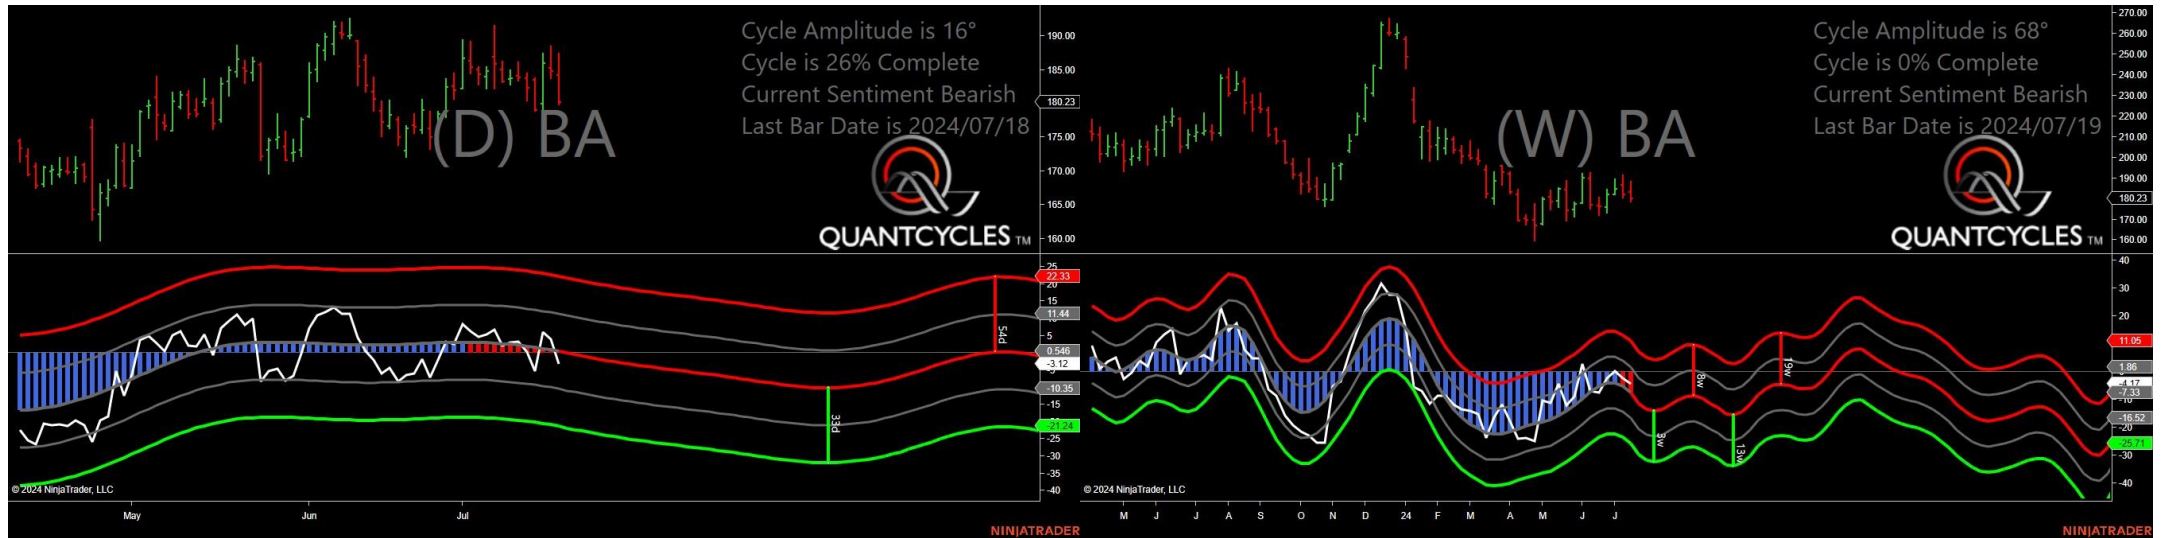 Cycle Amplitude is 16°
Cycle is 26% Complete
Current Sentiment Bearish
Last Bar Date is 2024/07/18
(D) BA
QUANTCYCLES TM
190.00
185.00
180.23
175.00
170.00
165.00
160.00
25
22.33
20
15
11.44
5
0.546
-3.12
-10.35
-15
-21.24
-25
-30
-35
-40
54d
33d
© 2024 NinjaTrader, LLC
May Jun Jul
NINJATRADER
Cycle Amplitude is 68°
Cycle is 0% Complete
Current Sentiment Bearish
Last Bar Date is 2024/07/19
(W) BA
QUANTCYCLES TM
270.00
260.00
250.00
240.00
230.00
220.00
210.00
200.00
190.00
180.23
170.00
160.00
40
30
20
11.05
1.86
-4.17
-7.33
-16.52
-20
-25.71
-30
-40
8w
19w
3w
13w
© 2024 NinjaTrader, LLC
M J J A S O N D 24 F M A M J J
NINJATRADER